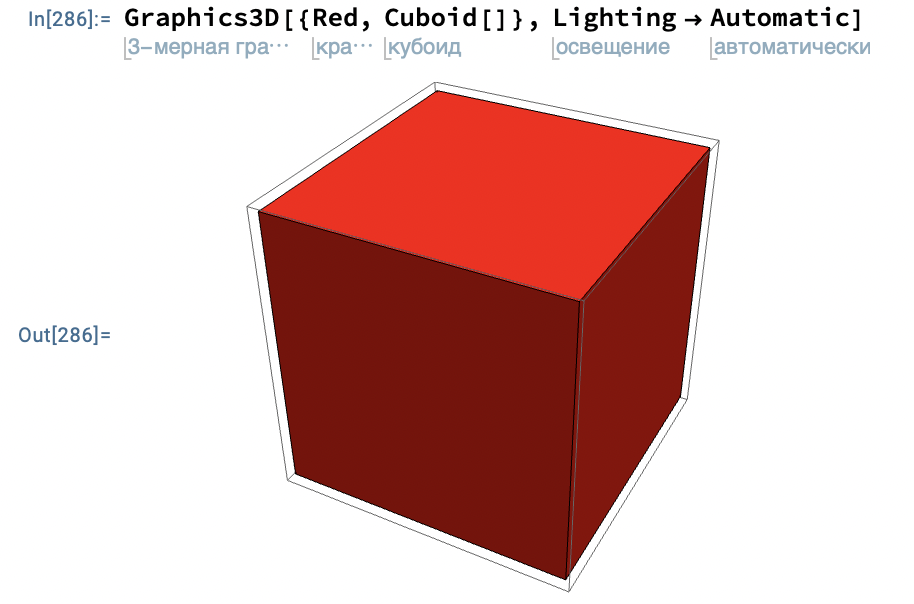 In[286]:= Graphics3D[{Red, Cuboid[]}, Lighting → Automatic]
3-мерная гра··· кра··· кубоид освещение автоматически
Out[286]=